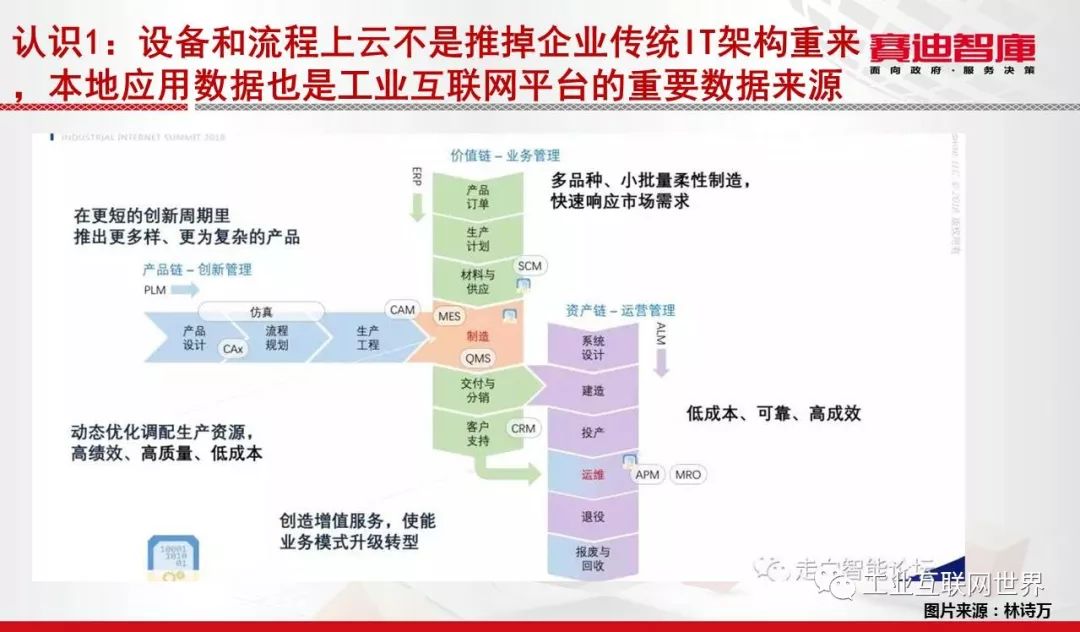 认识1：设备和流程上云不是推掉企业传统IT架构重来
，本地应用数据也是工业互联网平台的重要数据来源
赛迪智庫
面向政府·服务决策
INDUSTRIAL INTERNET SUMMIT 2018
价值链–业务管理
ERP
产品
订单
多品种、小批量柔性制造，
快速响应市场需求
在更短的创新周期里
推出更多样、更为复杂的产品
生产
计划
产品链–创新管理
PLM
材料与
供应
SCM
仿真
CAM
MES
资产链–运营管理
产品
设计
CAx
流程
规划
生产
工程
制造
QMS
系统
设计
ALM
交付与
分销
建造
低成本、可靠、高成效
动态优化调配生产资源，
高绩效、高质量、低成本
客户
支持
CRM
投产
运维
APM
MRO
创造增值服务，使能
业务模式升级转型
退役
报废与
回收
10001
1010
01
走向智能论坛
工业互联网世界
图片来源：林诗万